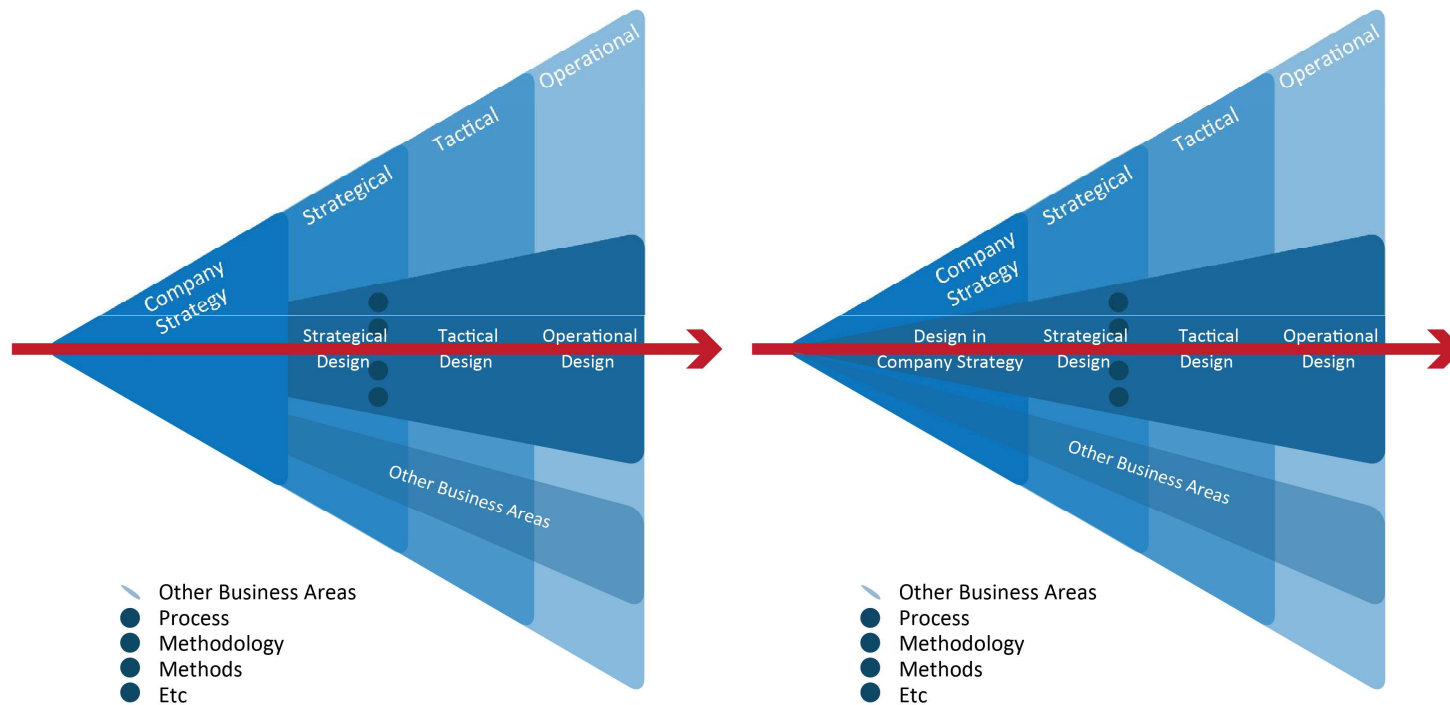 Operational
Tactical
Strategical
Company
Strategy
Strategical
Design
Tactical
Design
Operational
Design
Other Business Areas
Other Business Areas
Process
Methodology
Methods
Etc
Operational
Tactical
Strategical
Company
Strategy
Design in
Company Strategy
Strategical
Design
Tactical
Design
Operational
Design
Other Business Areas
Other Business Areas
Process
Methodology
Methods
Etc